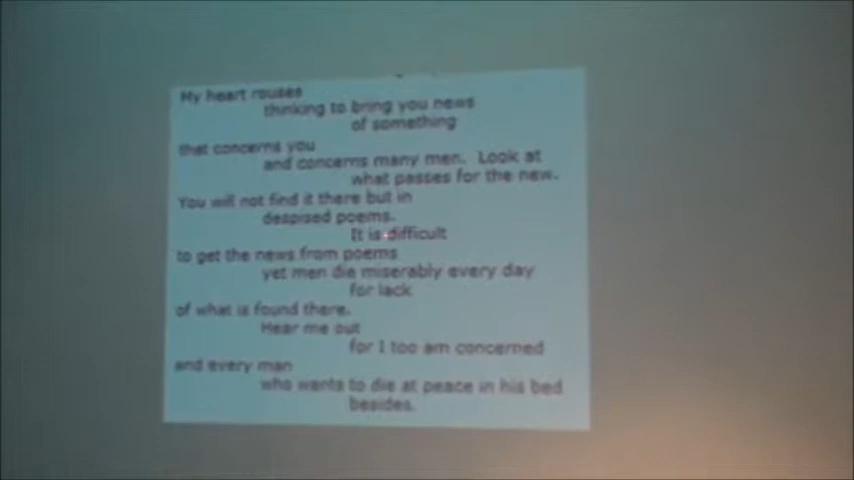 My heart rouses
thinking to bring you news
of something
that concerns you
and concerns many men. Look at
what passes for the new.
You will not find it there but in
despised poems.
It is difficult
to get the news from poems
yet men die miserably every day
for lack
of what is found there.
Hear me out
for I too am concerned
and every man
who wants to die at peace in his bed
besides.